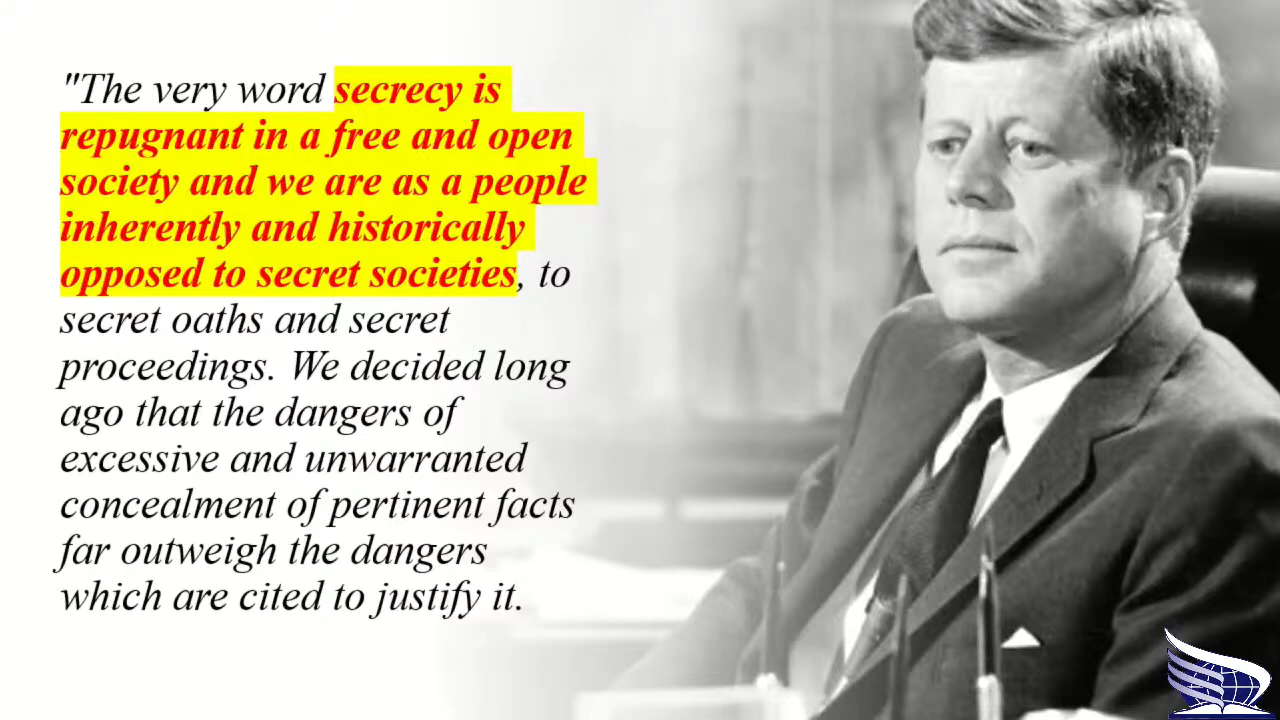 "The very word secrecy is
repugnant in a free and open
society and we are as a people
inherently and historically
opposed to secret societies, to
secret oaths and secret
proceedings. We decided long
ago that the dangers of
excessive and unwarranted
concealment of pertinent facts
far outweigh the dangers
which are cited to justify it.